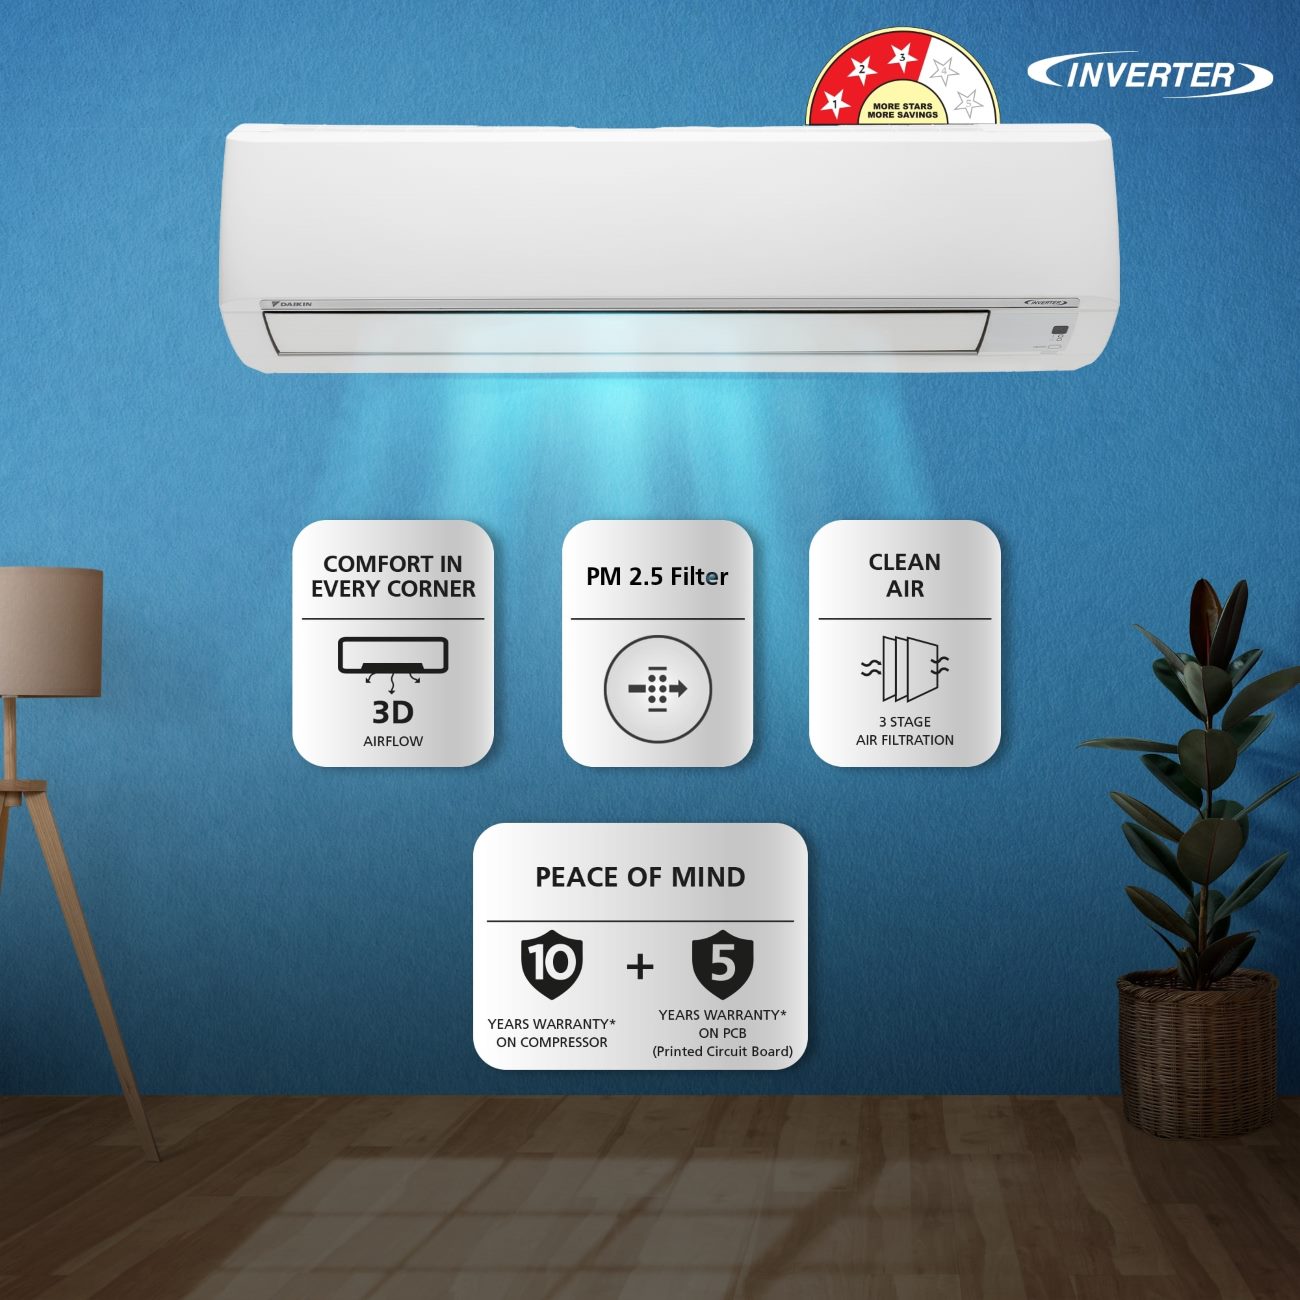 1 2 3 4 5
MORE STARS
MORE SAVINGS
INVERTER
DAIKIN
INVERTER
COMFORT IN
EVERY CORNER
3D
AIRFLOW
PM 2.5 Filter
CLEAN
AIR
3 STAGE
AIR FILTRATION
PEACE OF MIND
10
YEARS WARRANTY*
ON COMPRESSOR
+
5
YEARS WARRANTY*
ON PCB
(Printed Circuit Board)